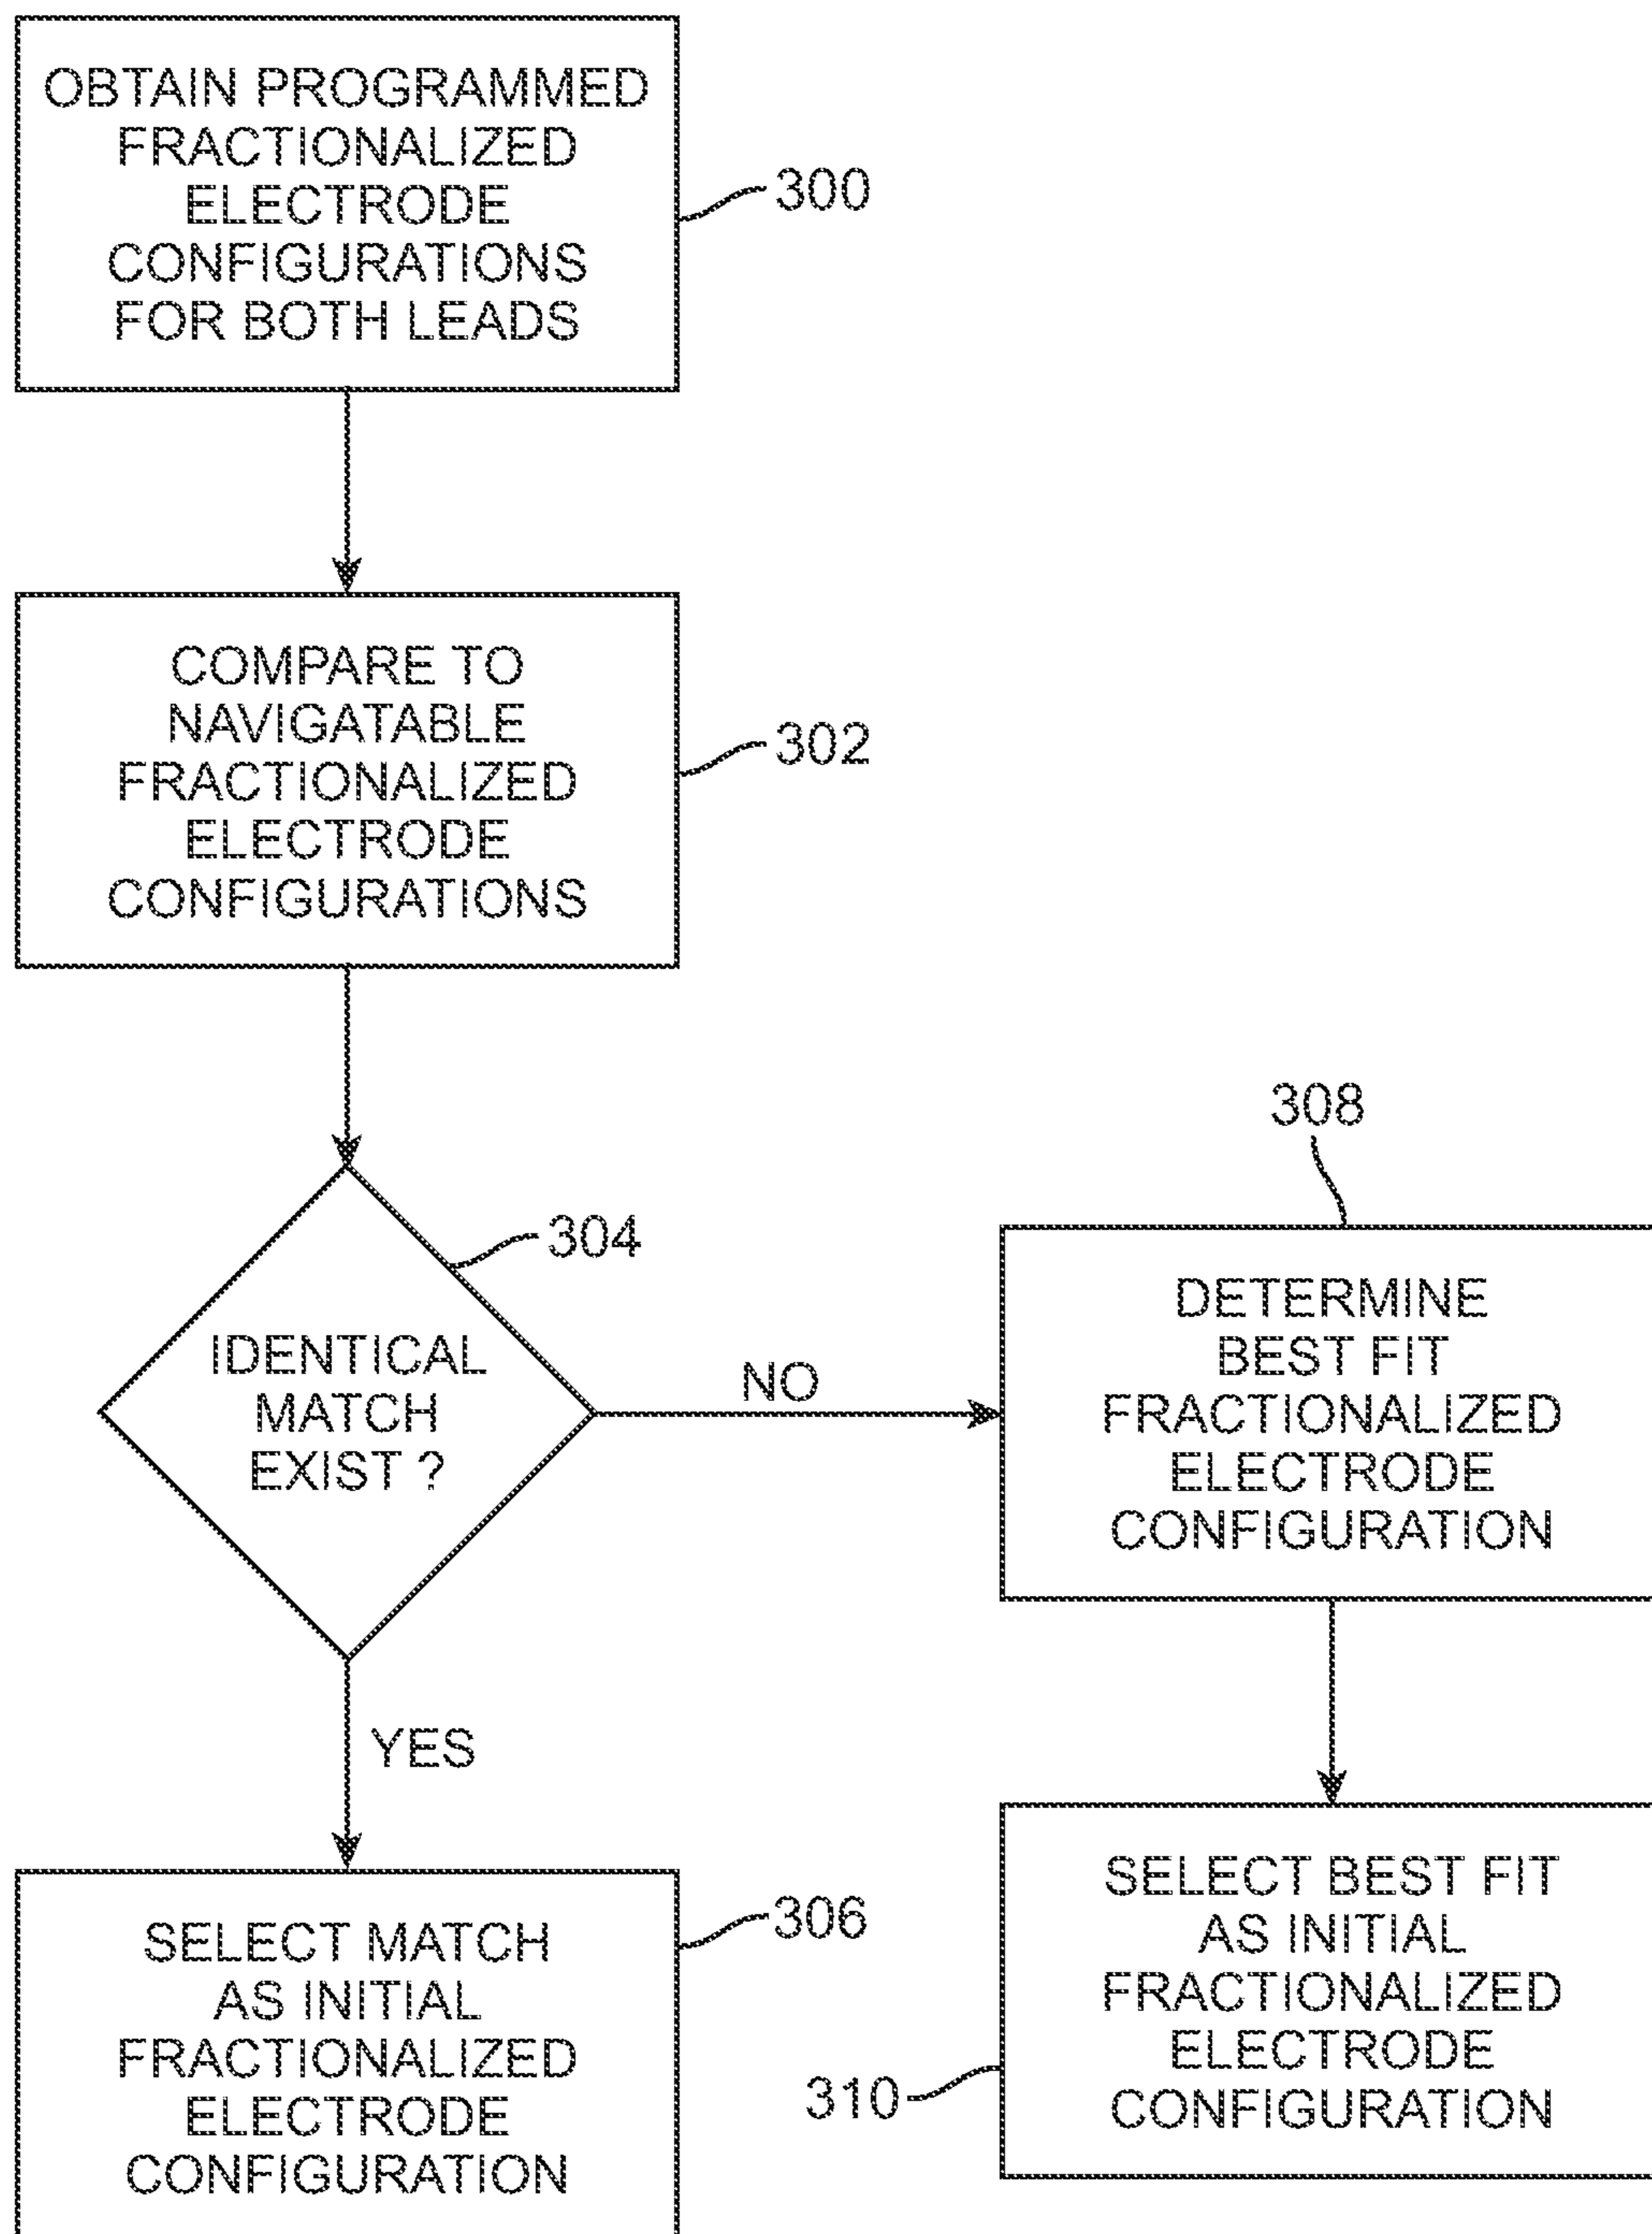 OBTAIN PROGRAMMED
FRACTIONALIZED
ELECTRODE
CONFIGURATIONS
FOR BOTH LEADS
300
COMPARE TO
NAVIGATABLE
FRACTIONALIZED
ELECTRODE
CONFIGURATIONS
302
304
IDENTICAL
MATCH
EXIST ?
NO
YES
308
DETERMINE
BEST FIT
FRACTIONALIZED
ELECTRODE
CONFIGURATION
SELECT MATCH
AS INITIAL
FRACTIONALIZED
ELECTRODE
CONFIGURATION
306
SELECT BEST FIT
AS INITIAL
FRACTIONALIZED
ELECTRODE
CONFIGURATION
310